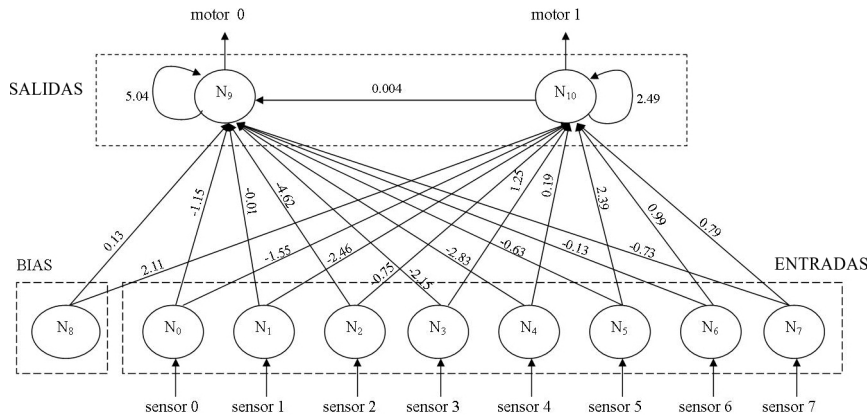 motor 0
motor 1
SALIDAS
5.04
N9
0.004
N10
2.49
0.13
-1.15
-0.01
-4.62
1.25
0.19
2.39
0.99
0.79
2.11
-1.55
-2.46
-0.75
-2.15
-2.83
-0.63
-0.13
-0.73
BIAS
ENTRADAS
N8
N0
N1
N2
N3
N4
N5
N6
N7
sensor 0
sensor 1
sensor 2
sensor 3
sensor 4
sensor 5
sensor 6
sensor 7